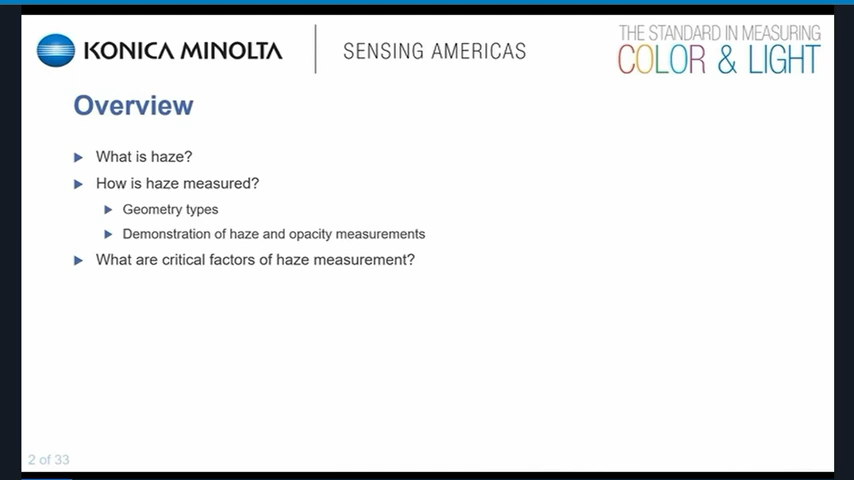 KONICA MINOLTA
SENSING AMERICAS
THE STANDARD IN MEASURING
COLOR & LIGHT
Overview
What is haze?
How is haze measured?
Geometry types
Demonstration of haze and opacity measurements
What are critical factors of haze measurement?
2 of 33